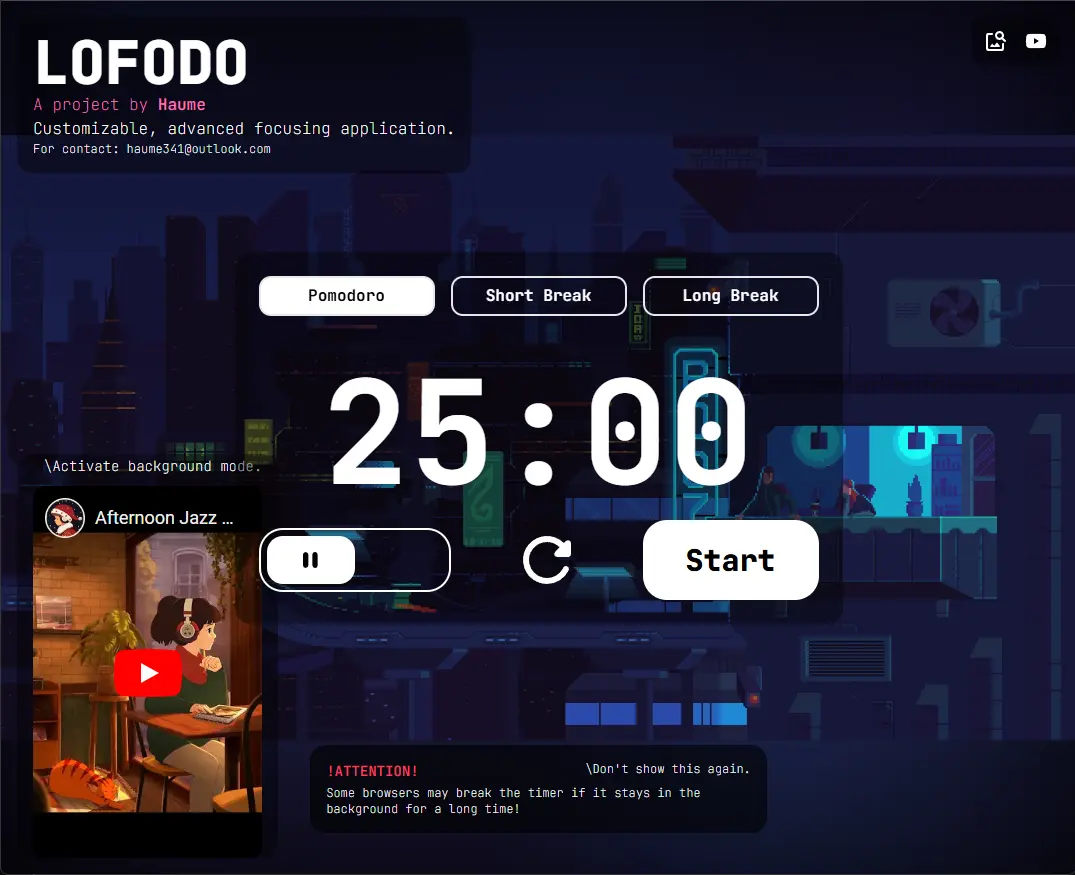 LOFODO
A project by Haume
Customizable, advanced focusing application.
For contact: haume341@outlook.com
Pomodoro
Short Break
Long Break
25:00
\Activate background mode.
Afternoon Jazz ...
Start
!ATTENTION!
\Don't show this again.
Some browsers may break the timer if it stays in the
background for a long time!